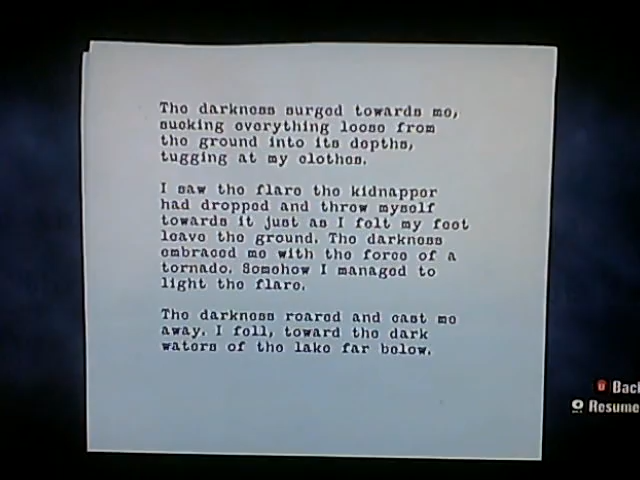 The darkness surged towards me,
sucking everything loose from
the ground into its depths,
tugging at my clothes.
I saw the flare the kidnapper
had dropped and threw myself
towards it just as I felt my feet
leave the ground. The darkness
embraced me with the force of a
tornado. Somehow I managed to
light the flare.
The darkness roared and cast me
away. I fell, toward the dark
waters of the lake far below.
Back
Resume